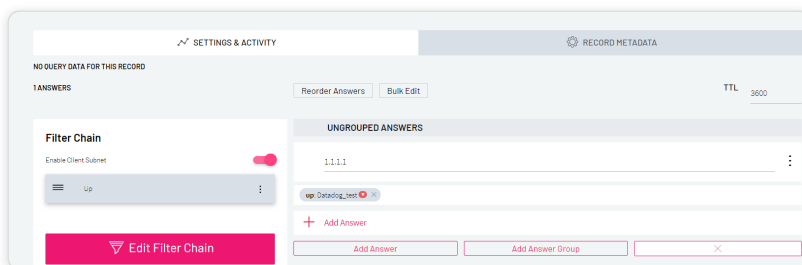 SETTINGS & ACTIVITY
RECORD METADATA
NO QUERY DATA FOR THIS RECORD
1 ANSWERS
Reorder Answers
Bulk Edit
TTL
3600
Filter Chain
UNGROUPED ANSWERS
Enable Client Subnet
1.1.1.1
Up
up: Datadog_test
Add Answer
Edit Filter Chain
Add Answer
Add Answer Group